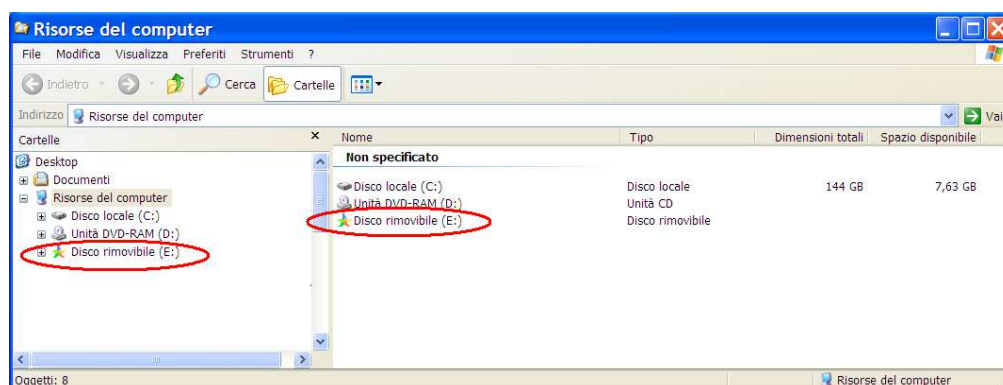 Risorse del computer
File Modifica Visualizza Preferiti Strumenti ?
Indietro Cerca Cartelle
Indirizzo Risorse del computer Vai
Cartelle × Nome Tipo Dimensioni totali Spazio disponibile
Desktop
Non specificato
Documenti
Risorse del computer
Disco locale (C:)
Unità DVD-RAM (D:)
Disco rimovibile (E:)
Disco locale (C:) Disco locale 144 GB 7,63 GB
Unità DVD-RAM (D:) Unità CD
Disco rimovibile (E:) Disco rimovibile
Oggetti: 8 Risorse del computer